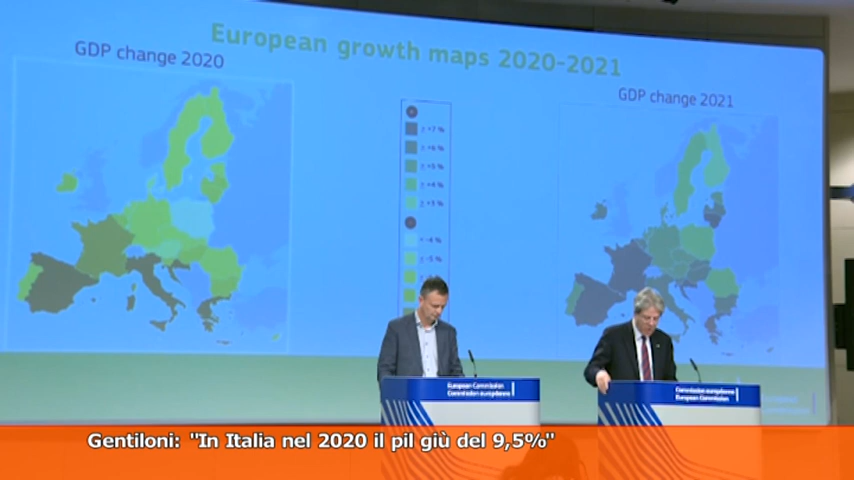 European growth maps 2020-2021
GDP change 2020
GDP change 2021
European Commission
Commission européenne
Commission européenne
European Commission
Gentiloni: "In Italia nel 2020 il pil giù del 9,5%"